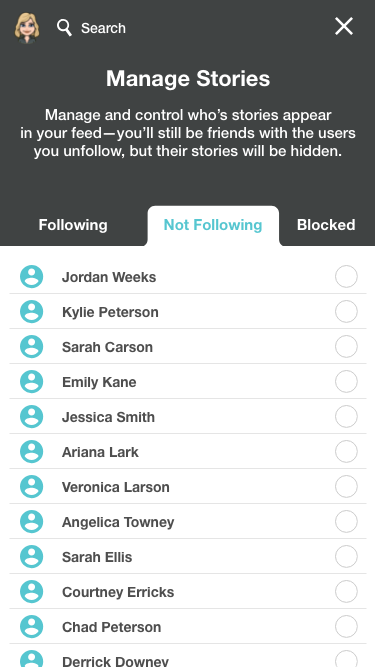 Search
Manage Stories
Manage and control who's stories appear
in your feed—you'll still be friends with the users
you unfollow, but their stories will be hidden.
Following
Not Following
Blocked
Jordan Weeks
Kylie Peterson
Sarah Carson
Emily Kane
Jessica Smith
Ariana Lark
Veronica Larson
Angelica Towney
Sarah Ellis
Courtney Erricks
Chad Peterson
Derrick Downey